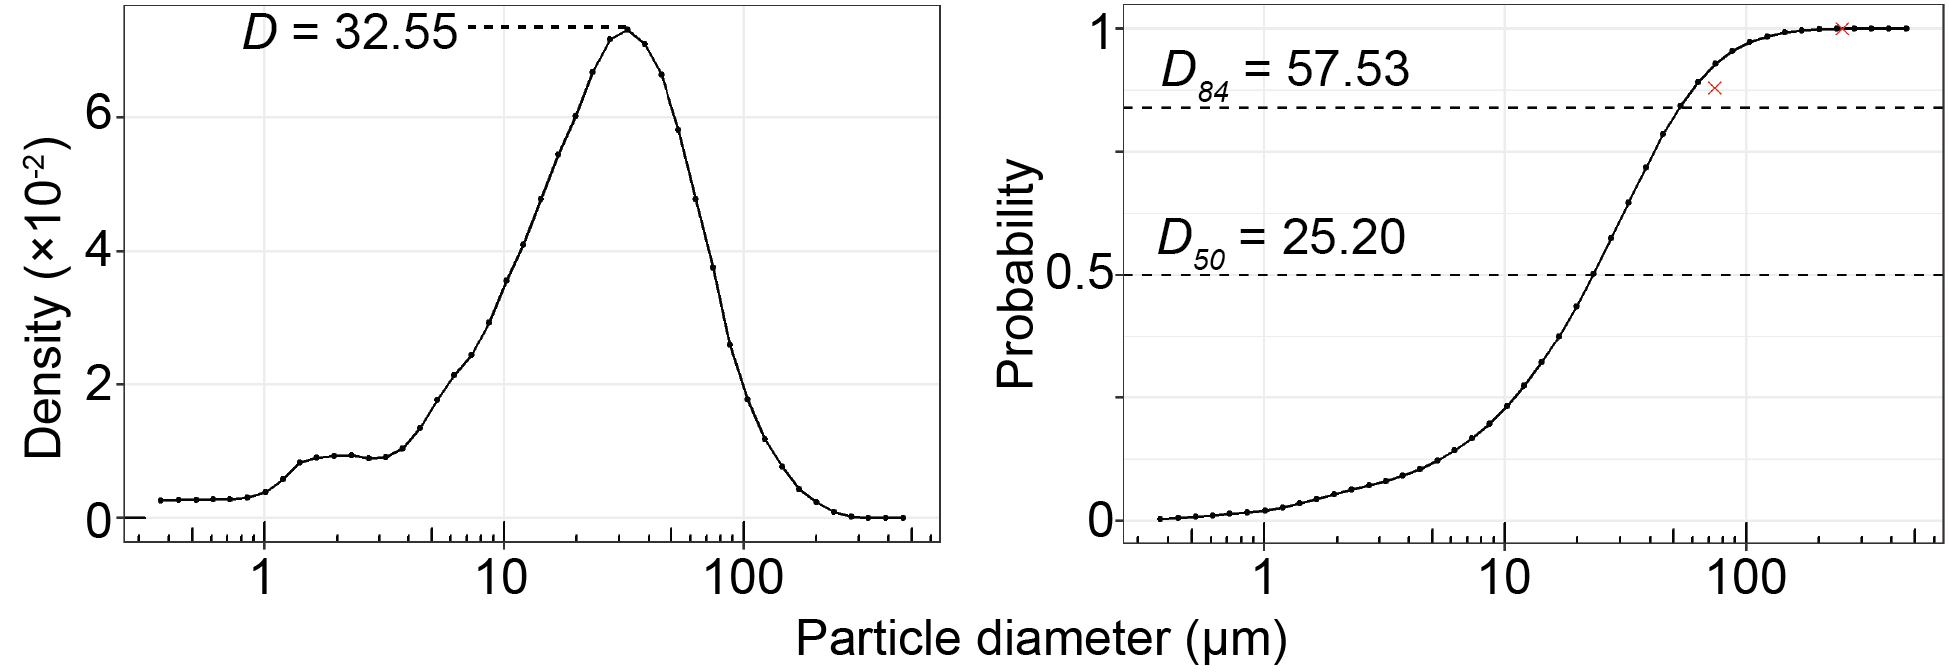 D = 32.55
Density (×10-2)
6
4
2
0
1
10
100
D84 = 57.53
D50 = 25.20
Probability
1
0.5
0
1
10
100
Particle diameter (µm)